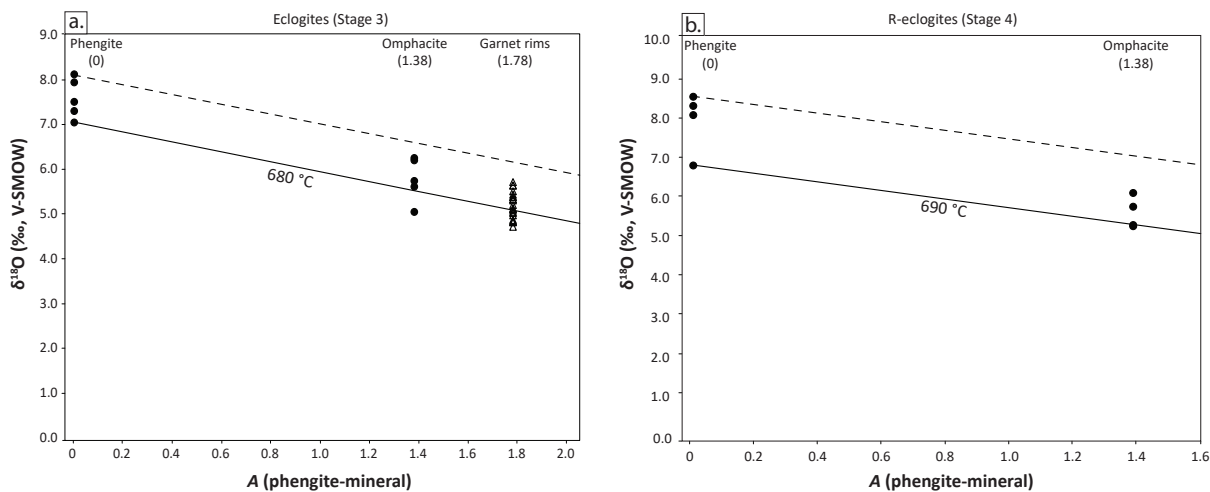 a.
Eclogites (Stage 3)
9.0
8.0
7.0
6.0
5.0
4.0
3.0
2.0
1.0
0.0
δ¹⁸O (‰, V-SMOW)
Phengite
(0)
Omphacite
(1.38)
Garnet rims
(1.78)
680 °C
0 0.2 0.4 0.6 0.8 1.0 1.2 1.4 1.6 1.8 2.0
A (phengite-mineral)
b.
R-eclogites (Stage 4)
10.0
9.0
8.0
7.0
6.0
5.0
4.0
3.0
2.0
1.0
0.0
δ¹⁸O (‰, V-SMOW)
Phengite
(0)
Omphacite
(1.38)
690 °C
0 0.2 0.4 0.6 0.8 1.0 1.2 1.4 1.6
A (phengite-mineral)